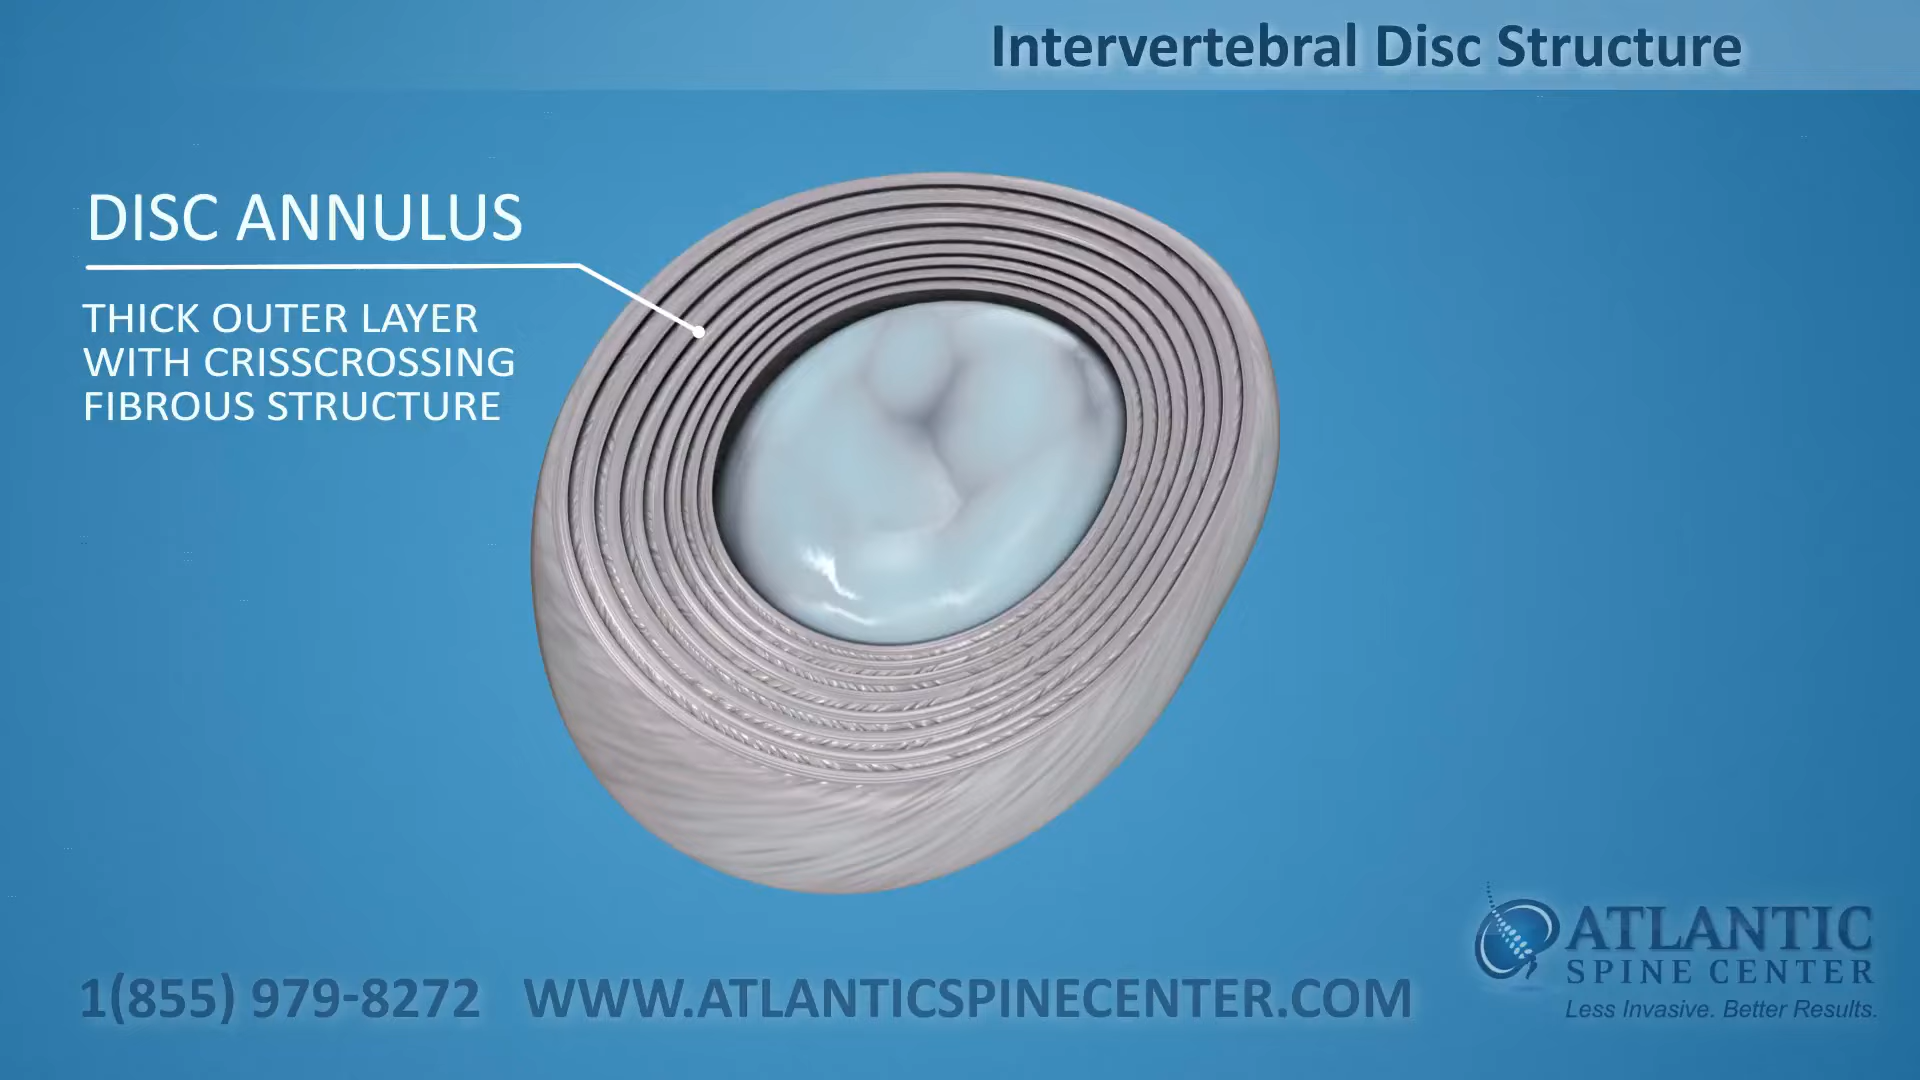 Intervertebral Disc Structure
DISC ANNULUS
THICK OUTER LAYER
WITH CRISSCROSSING
FIBROUS STRUCTURE
1(855) 979-8272 WWW.ATLANTICSPINECENTER.COM
ATLANTIC
SPINE CENTER
Less Invasive. Better Results.